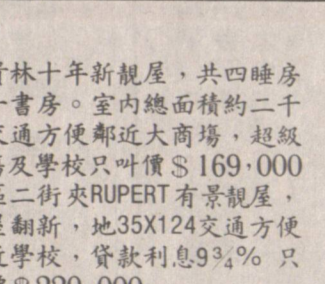 林十年新靚屋，共四睡房
書房。室内總面積約二千
通方便鄰近大商塲，超級
及學校只叫價＄169,000
二街夾RUPERT有景靚屋，
翻新，地35X124交通方便
學校，貸款利息9¾% 只